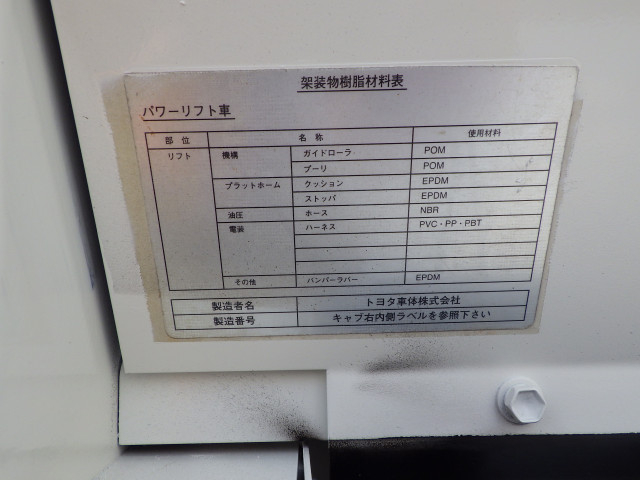 架装物樹脂材料表
パワーリフト車
部 位 名 称 使用材料
リフト 機構 ガイドローラ POM
プーリ POM
プラットホーム クッション EPDM
ストッパ EPDM
油圧 ホース NBR
電装 ハーネス PVC・PP・PBT
その他 バンパーラバー EPDM
製造者名 トヨタ車体株式会社
製造番号 キャブ右内側ラベルを参照下さい